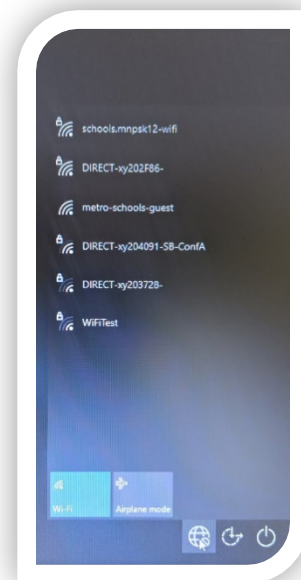 schools.mnpsk12-wifi
DIRECT-xy202F86-
metro-schools-guest
DIRECT-xy204091-SB-ConfA
DIRECT-xy203728-
WiFiTest
Wi-Fi
Airplane mode